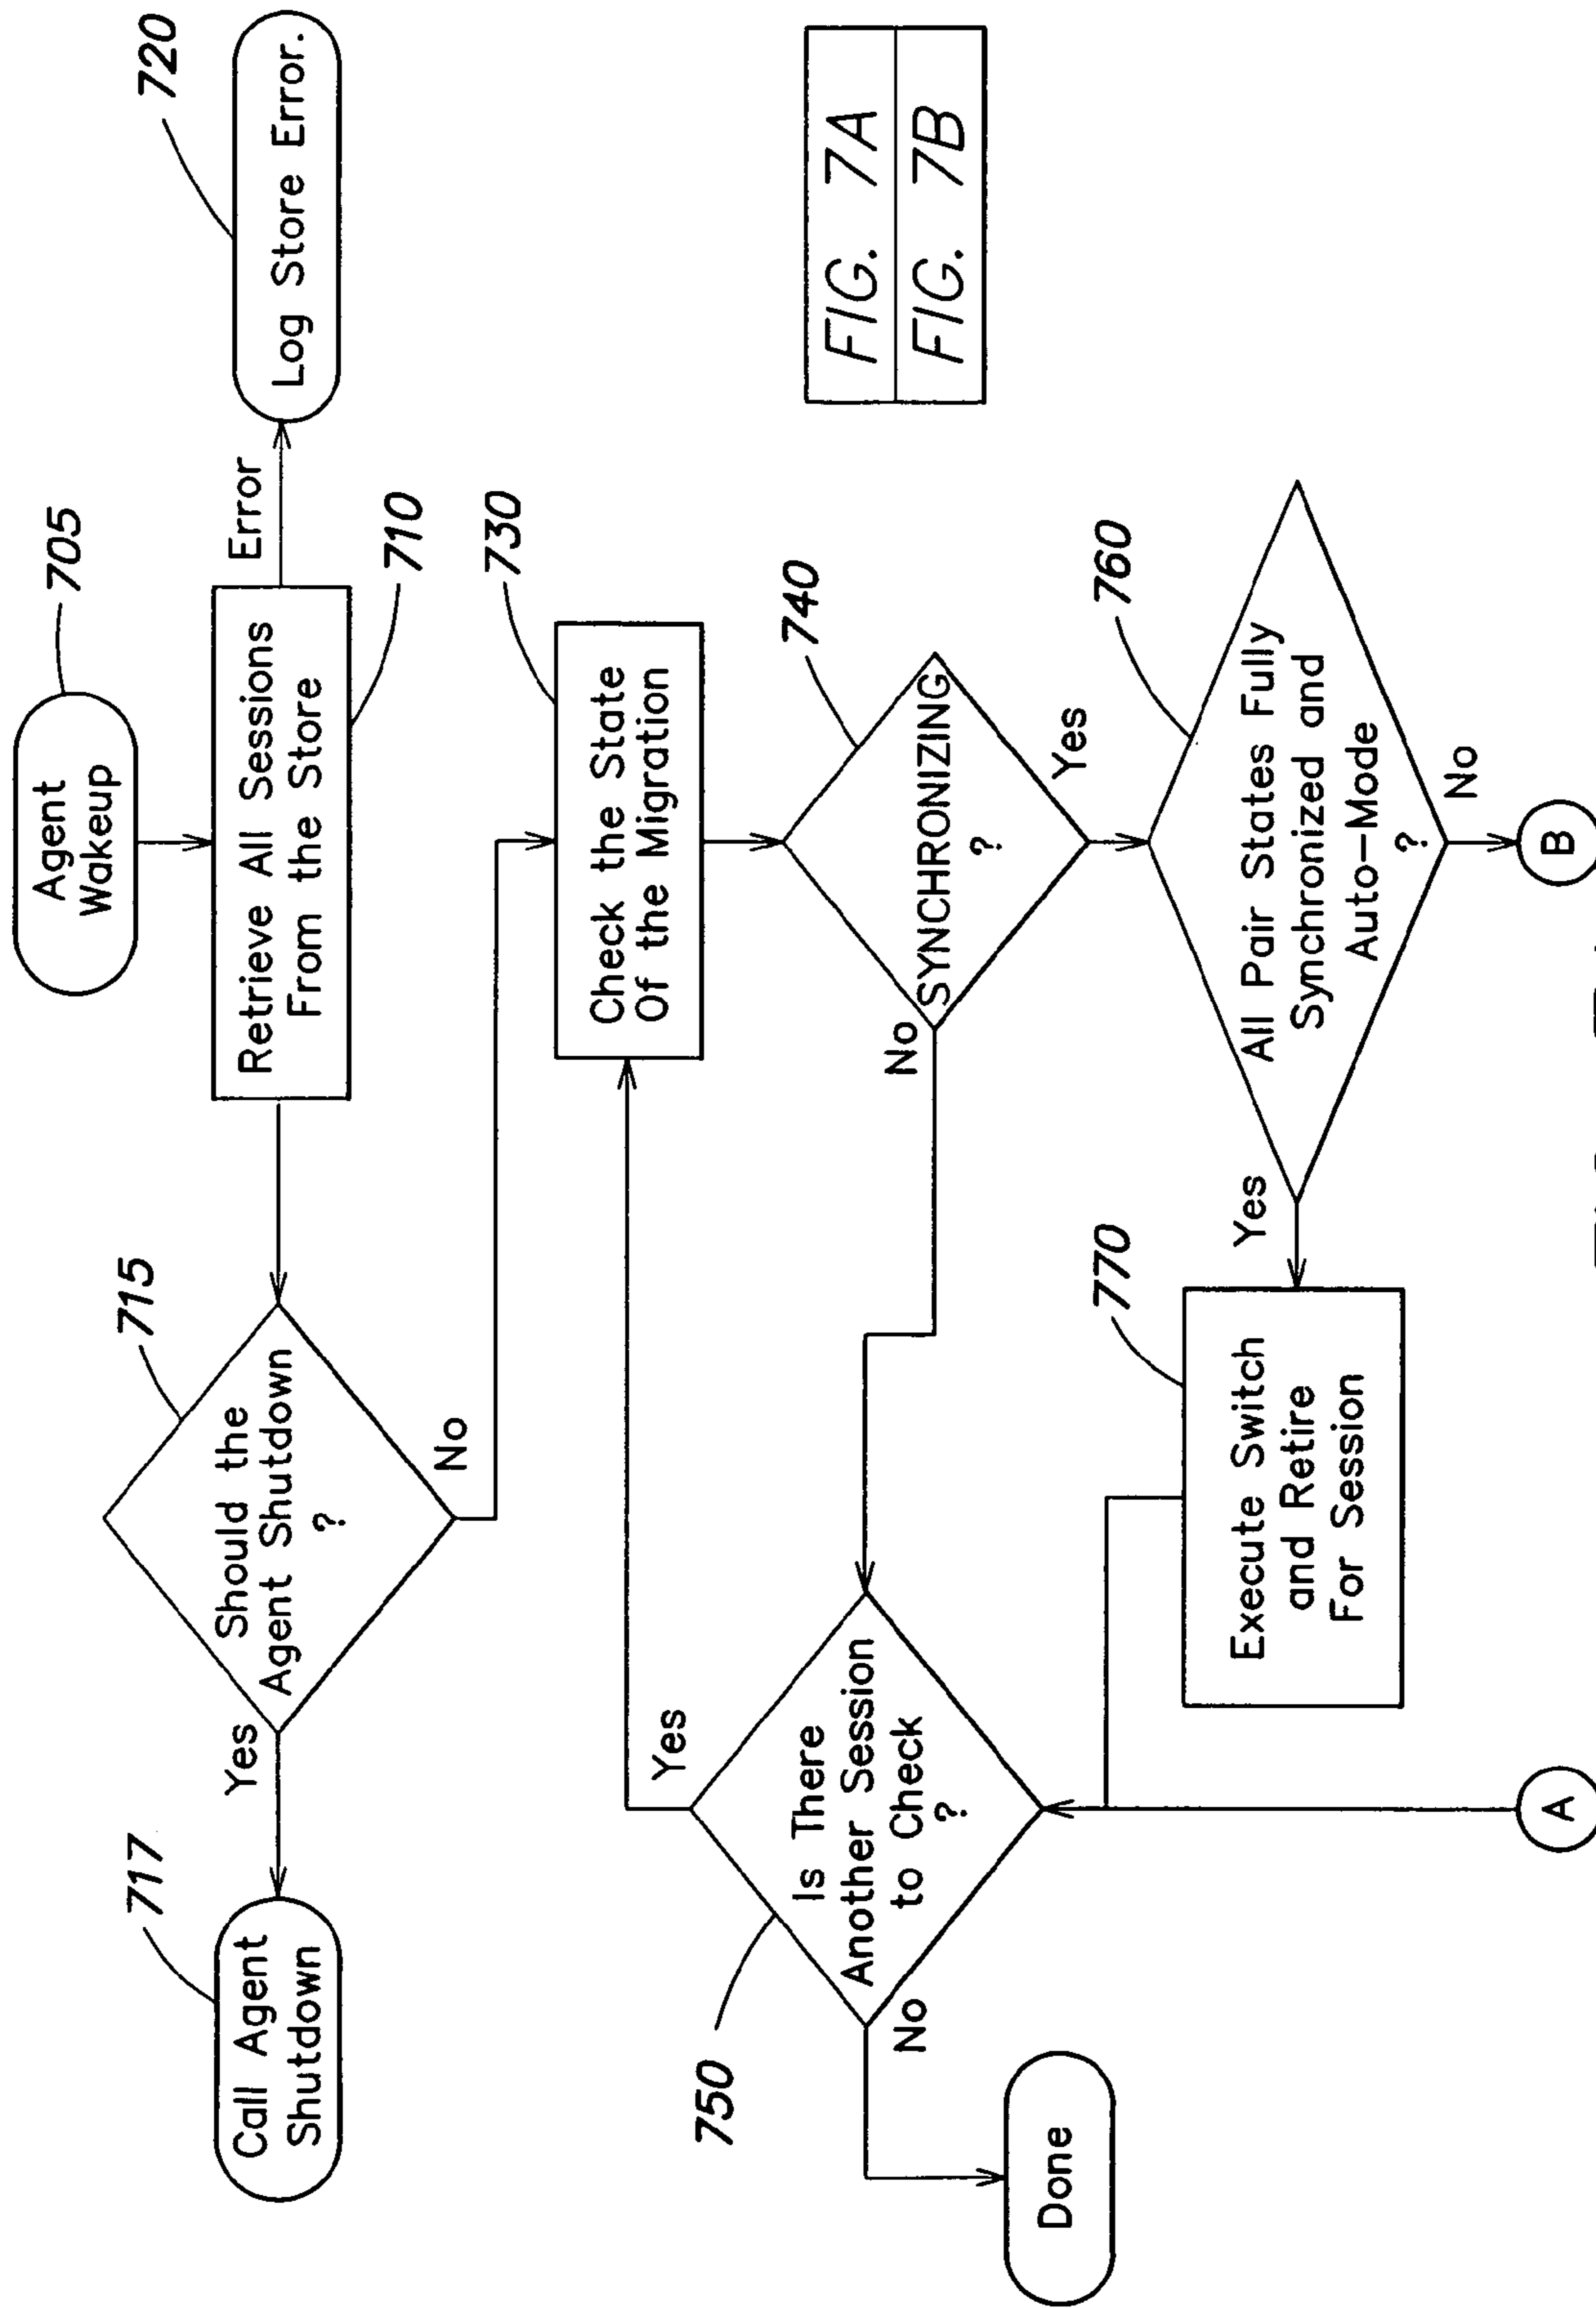 705
Agent
Wakeup
717
Call Agent
Shutdown
Yes
715
Should the
Agent Shutdown
?
No
Retrieve All Sessions
From the Store
710
Error
720
Log Store Error.
730
Check the State
Of the Migration
750
Is There
Another Session
to Check
?
Yes
No
Done
No
740
SYNCHRONIZING
?
Yes
FIG. 7A
FIG. 7B
770
Execute Switch
and Retire
For Session
Yes
760
All Pair States Fully
Synchronized and
Auto-Mode
?
No
A
B